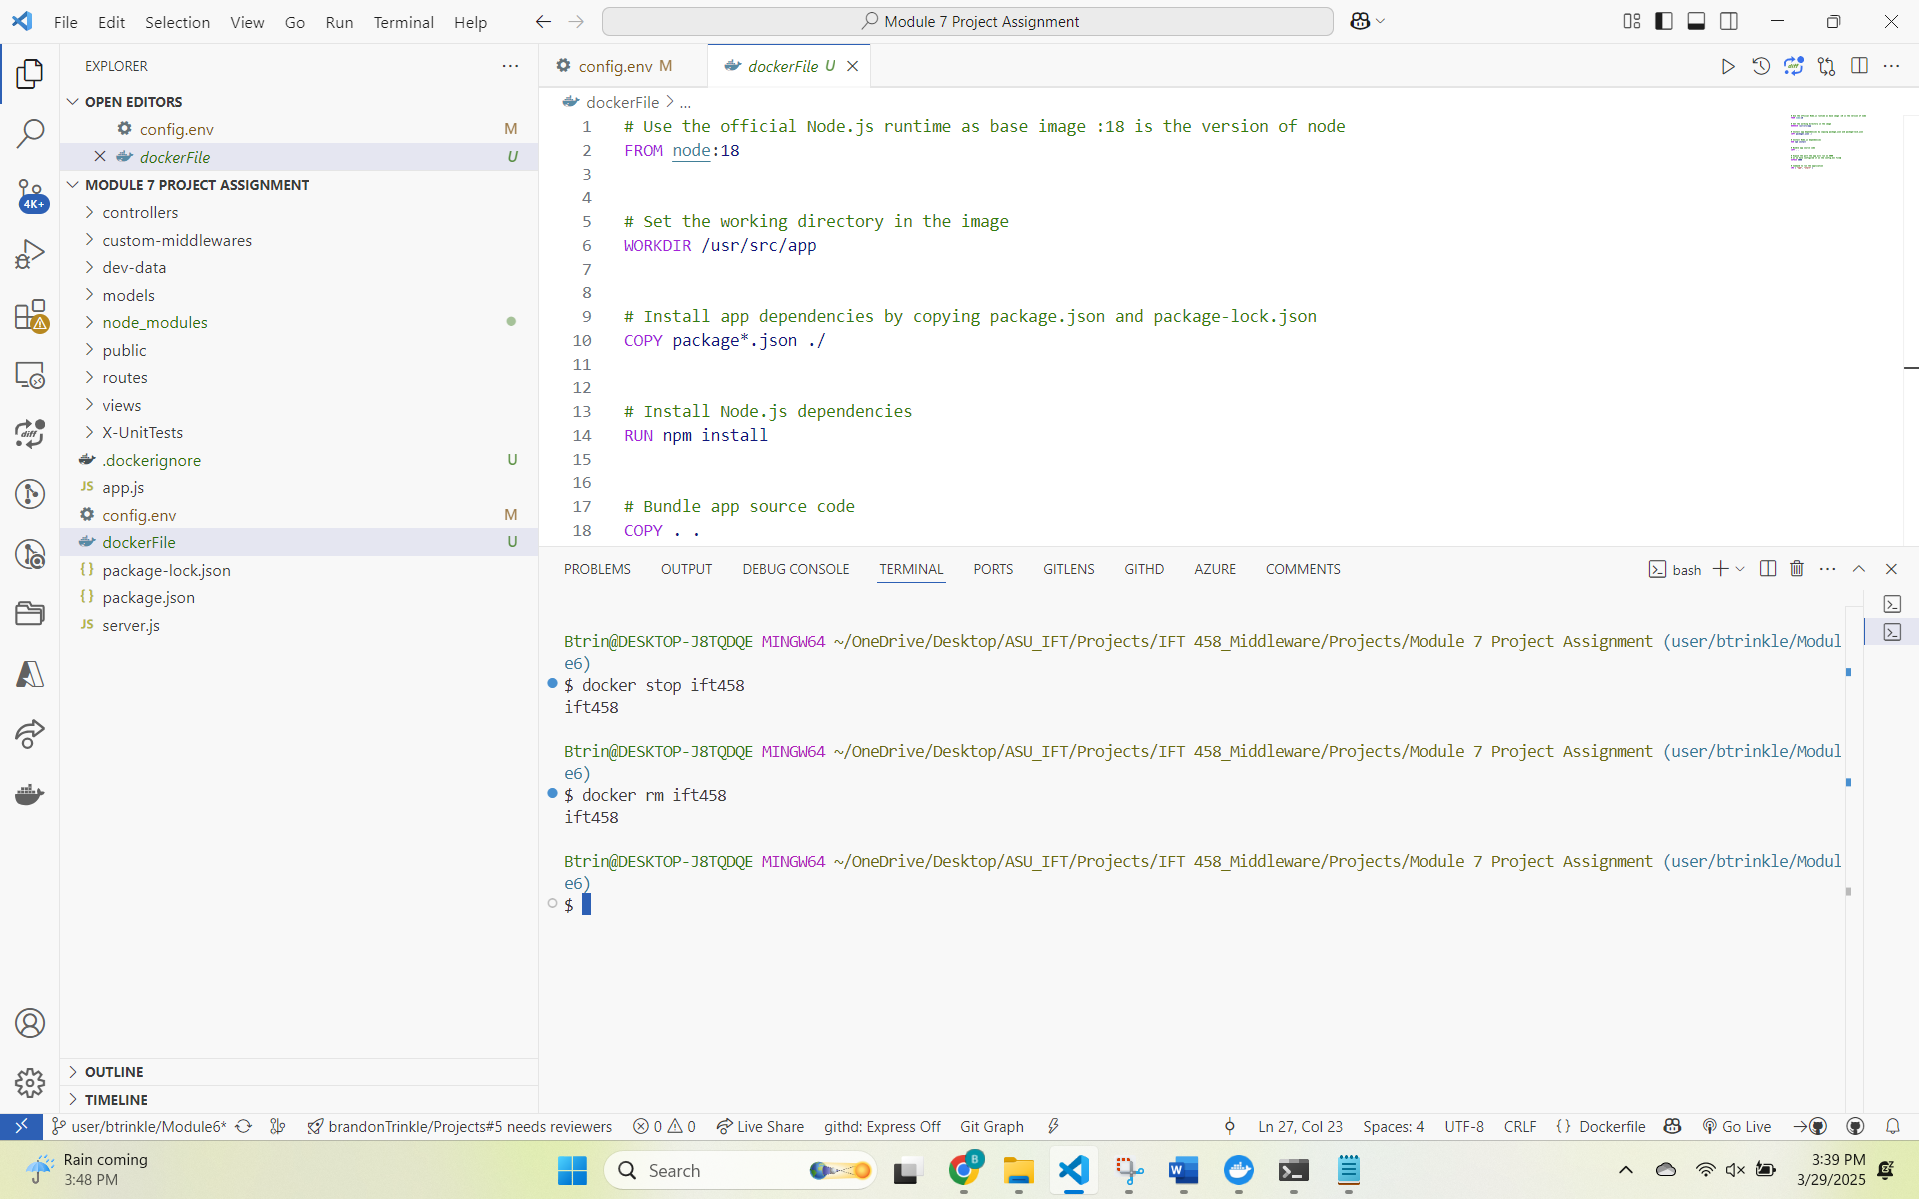 File Edit Selection View Go Run Terminal Help
Module 7 Project Assignment
EXPLORER
OPEN EDITORS
config.env M
dockerFile U
MODULE 7 PROJECT ASSIGNMENT
controllers
custom-middlewares
dev-data
models
node_modules
public
routes
views
X-UnitTests
.dockerignore U
JS app.js
config.env M
dockerFile U
{} package-lock.json
{} package.json
JS server.js
OUTLINE
TIMELINE
4K+
config.env M
dockerFile U
dockerFile > ...
1 # Use the official Node.js runtime as base image :18 is the version of node
2 FROM node:18
3
4
5 # Set the working directory in the image
6 WORKDIR /usr/src/app
7
8
9 # Install app dependencies by copying package.json and package-lock.json
10 COPY package*.json ./
11
12
13 # Install Node.js dependencies
14 RUN npm install
15
16
17 # Bundle app source code
18 COPY . .
PROBLEMS OUTPUT DEBUG CONSOLE TERMINAL PORTS GITLENS GITHD AZURE COMMENTS
bash
Btrin@DESKTOP-J8TQDQE MINGW64 ~/OneDrive/Desktop/ASU_IFT/Projects/IFT 458_Middleware/Projects/Module 7 Project Assignment (user/btrinkle/Modul
e6)
$ docker stop ift458
ift458
Btrin@DESKTOP-J8TQDQE MINGW64 ~/OneDrive/Desktop/ASU_IFT/Projects/IFT 458_Middleware/Projects/Module 7 Project Assignment (user/btrinkle/Modul
e6)
$ docker rm ift458
ift458
Btrin@DESKTOP-J8TQDQE MINGW64 ~/OneDrive/Desktop/ASU_IFT/Projects/IFT 458_Middleware/Projects/Module 7 Project Assignment (user/btrinkle/Modul
e6)
$
user/btrinkle/Module6* brandonTrinkle/Projects#5 needs reviewers 0 0 Live Share githd: Express Off Git Graph Ln 27, Col 23 Spaces: 4 UTF-8 CRLF {} Dockerfile Go Live
Rain coming
3:48 PM
Search
3:39 PM
3/29/2025